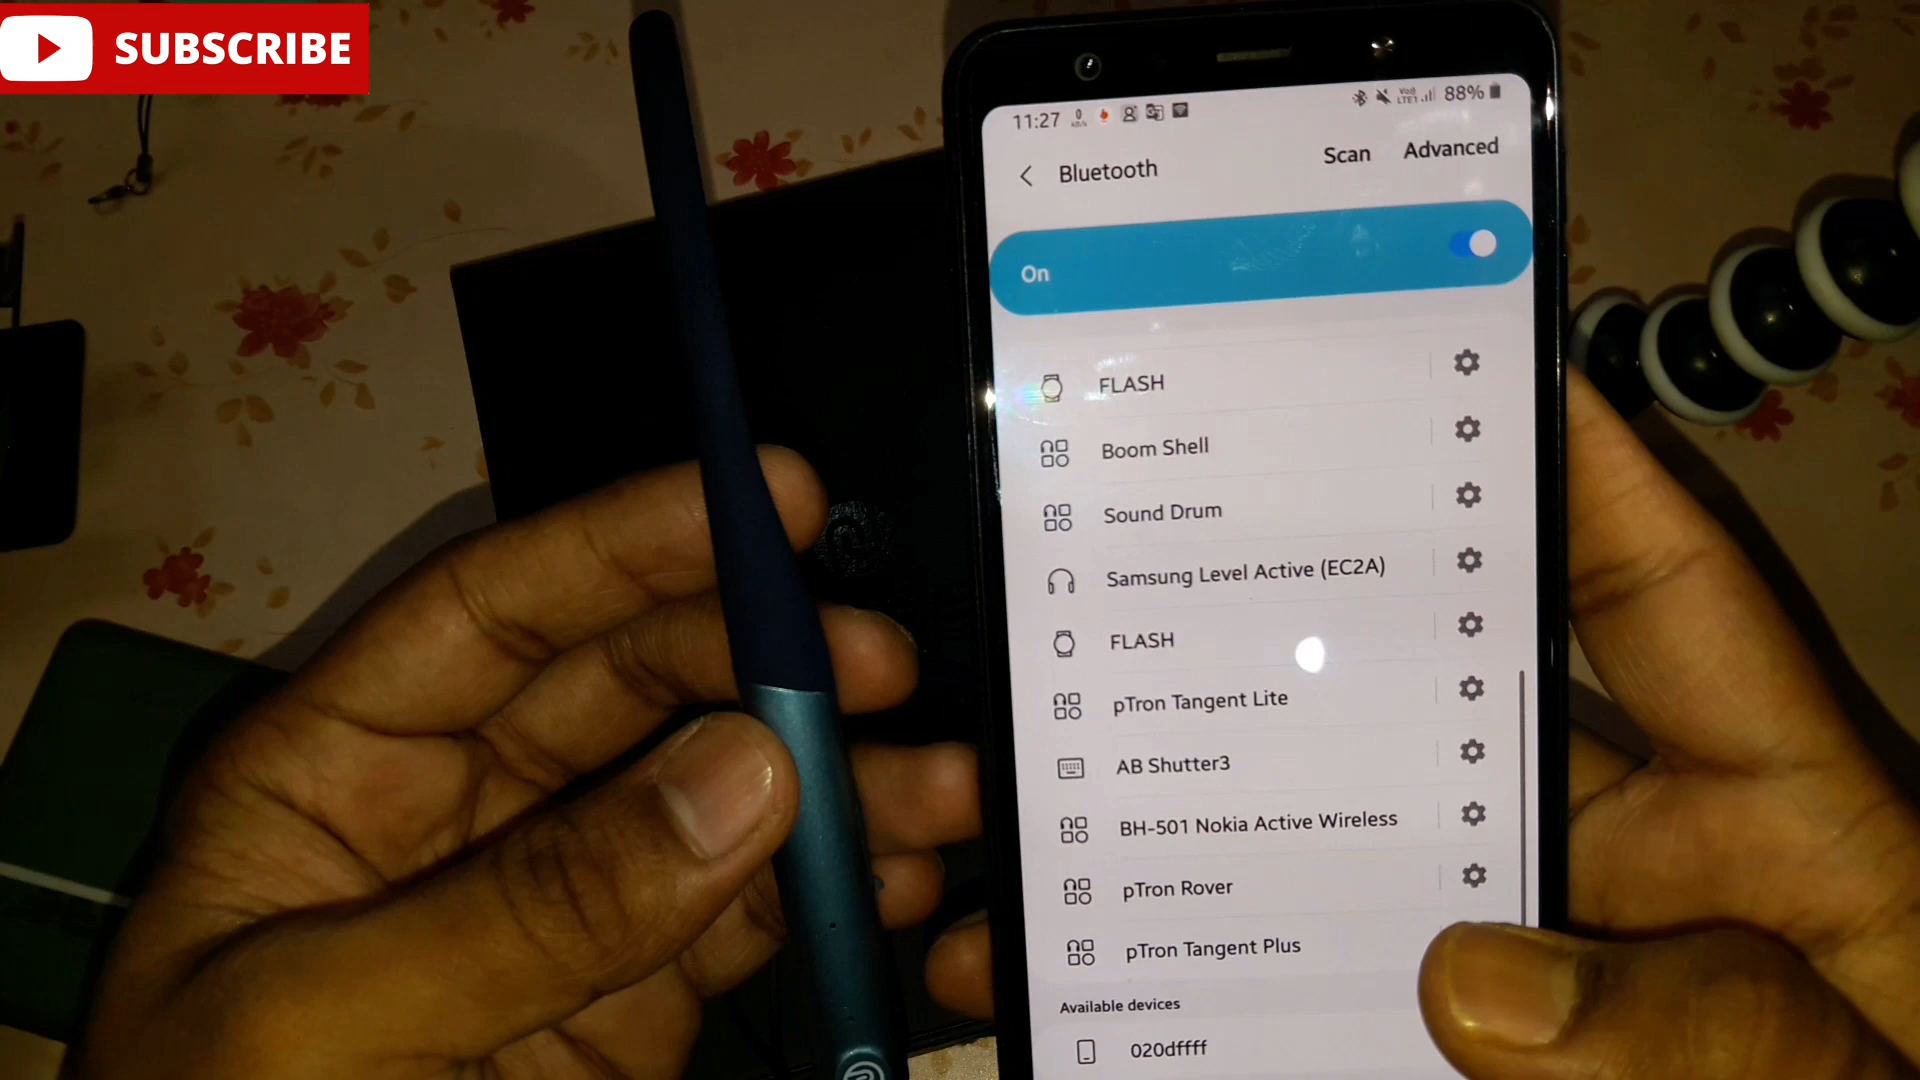 SUBSCRIBE
11:27
88%
Bluetooth
Scan
Advanced
On
FLASH
Boom Shell
Sound Drum
Samsung Level Active (EC2A)
FLASH
pTron Tangent Lite
AB Shutter3
BH-501 Nokia Active Wireless
pTron Rover
pTron Tangent Plus
Available devices
020dffff